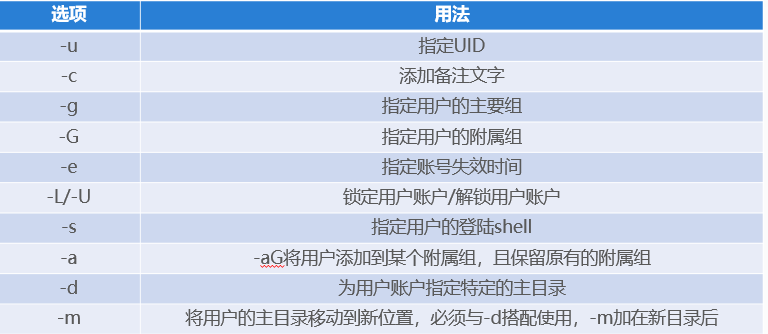 选项 用法
-u 指定UID
-c 添加备注文字
-g 指定用户的主要组
-G 指定用户的附属组
-e 指定账号失效时间
-L/-U 锁定用户账户/解锁用户账户
-s 指定用户的登陆shell
-a -aG将用户添加到某个附属组，且保留原有的附属组
-d 为用户账户指定特定的主目录
-m 将用户的主目录移动到新位置，必须与-d搭配使用，-m加在新目录后